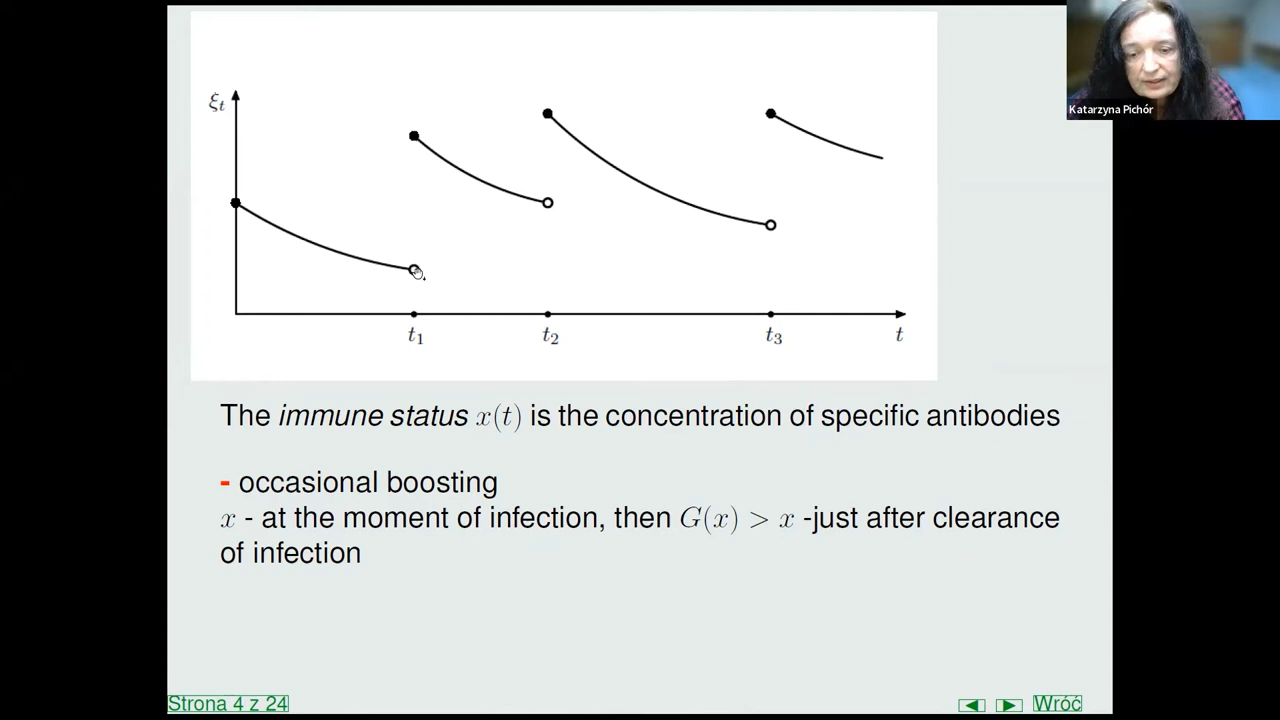 Katarzyna Pichór
ξt
t1 t2 t3 t
The immune status x(t) is the concentration of specific antibodies
- occasional boosting
x - at the moment of infection, then G(x) > x -just after clearance
of infection
Strona 4 z 24
Wróć